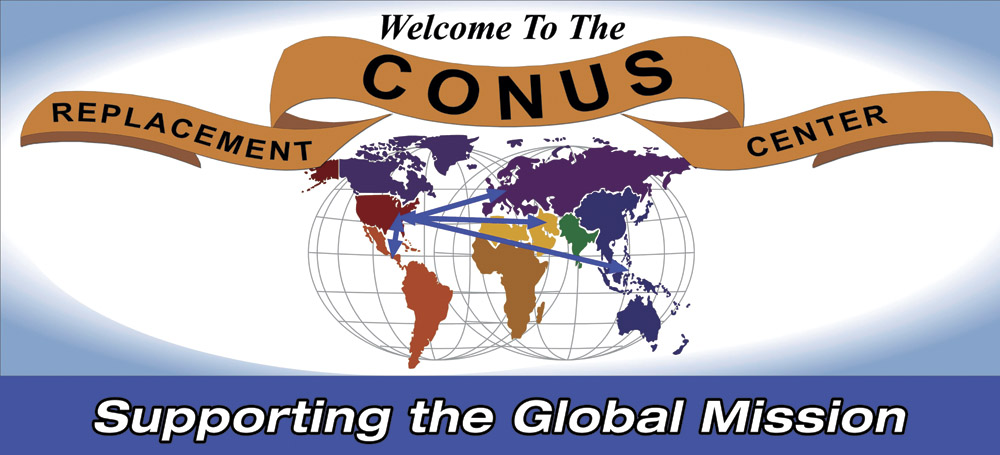 Welcome To The
CONUS
REPLACEMENT CENTER
Supporting the Global Mission